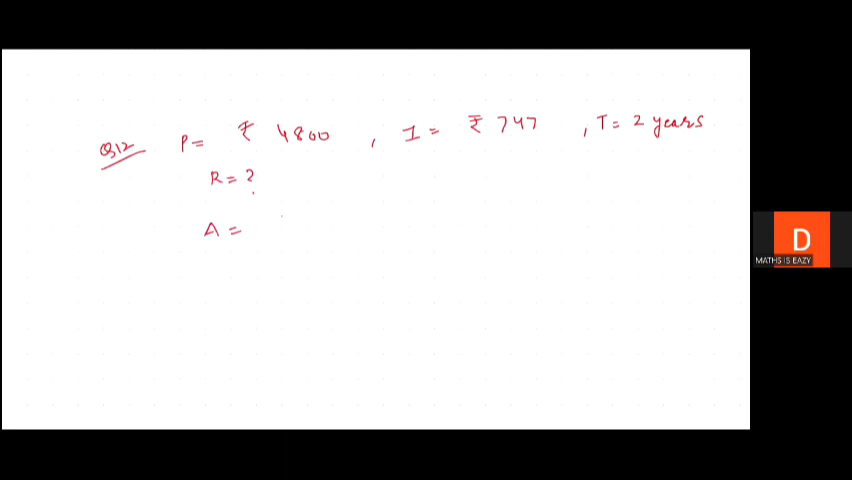 Q12 P= ₹ 4800 , I = ₹ 747 , T= 2 years
R = ?
A =
D
MATHS IS EAZY